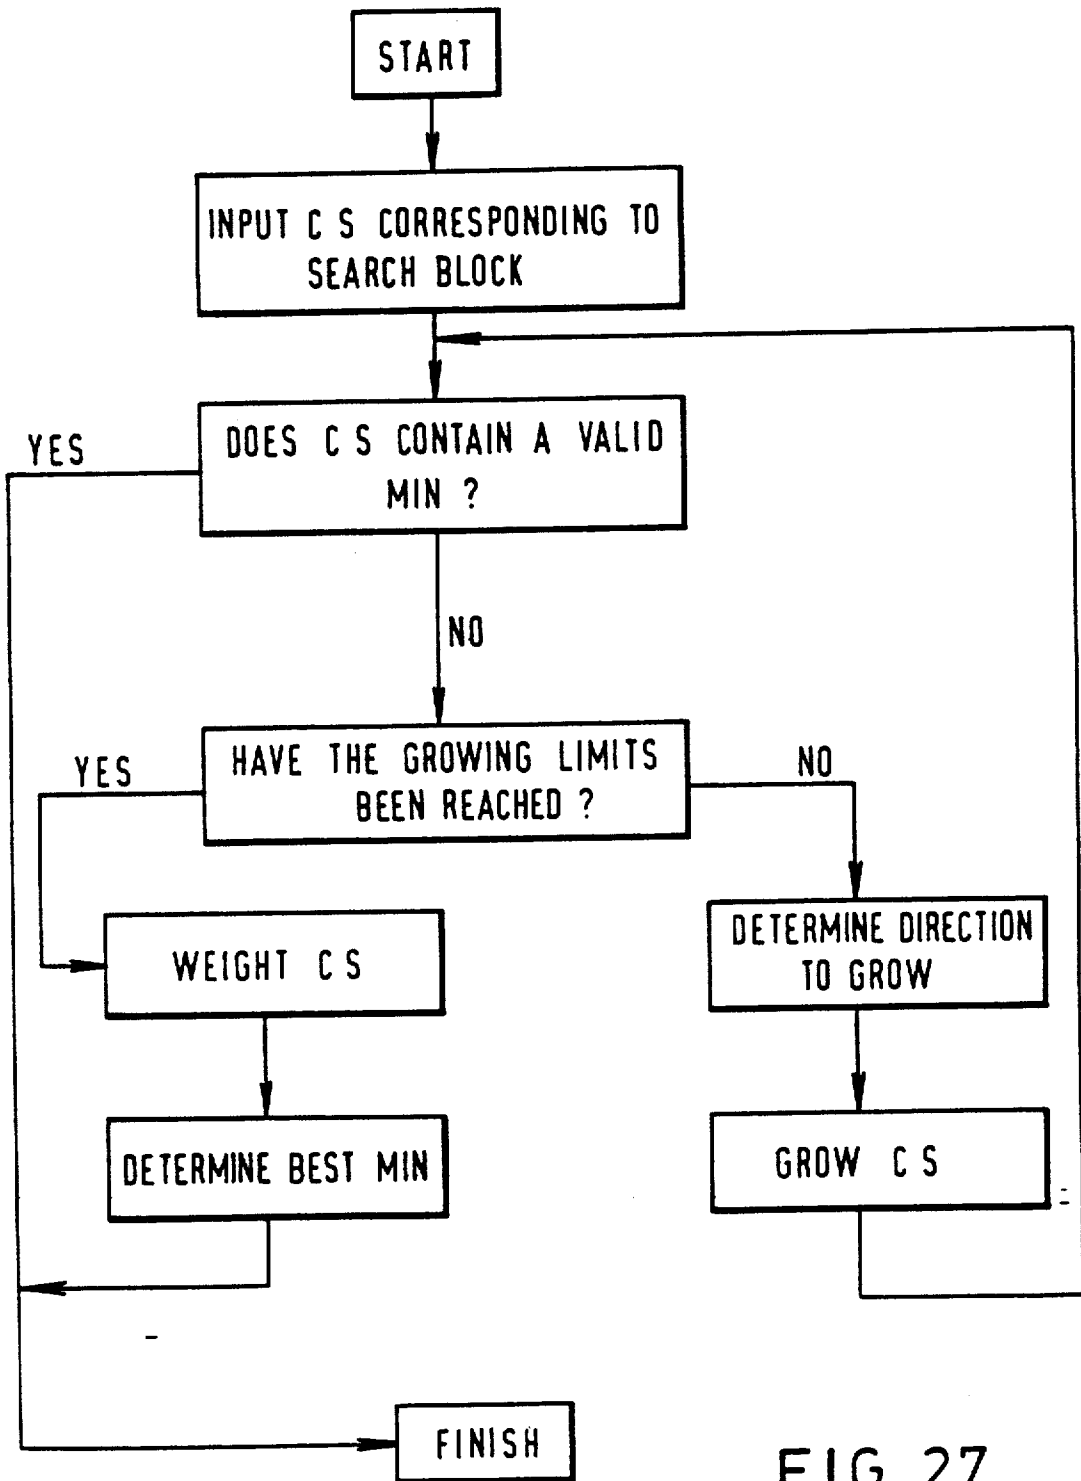 START
INPUT C S CORRESPONDING TO
SEARCH BLOCK
YES
DOES C S CONTAIN A VALID
MIN ?
NO
YES
HAVE THE GROWING LIMITS
BEEN REACHED ?
NO
WEIGHT C S
DETERMINE DIRECTION
TO GROW
DETERMINE BEST MIN
GROW C S
FINISH
FIG 27